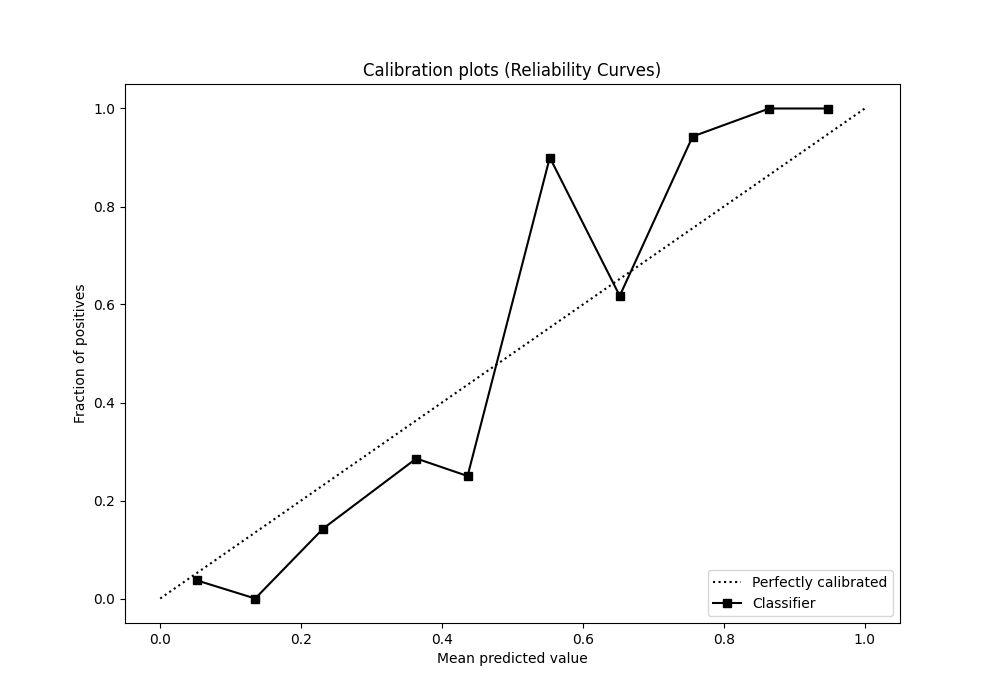 Calibration plots (Reliability Curves)
1.0
0.8
0.6
0.4
0.2
0.0
Fraction of positives
0.0 0.2 0.4 0.6 0.8 1.0
Mean predicted value
Perfectly calibrated
Classifier